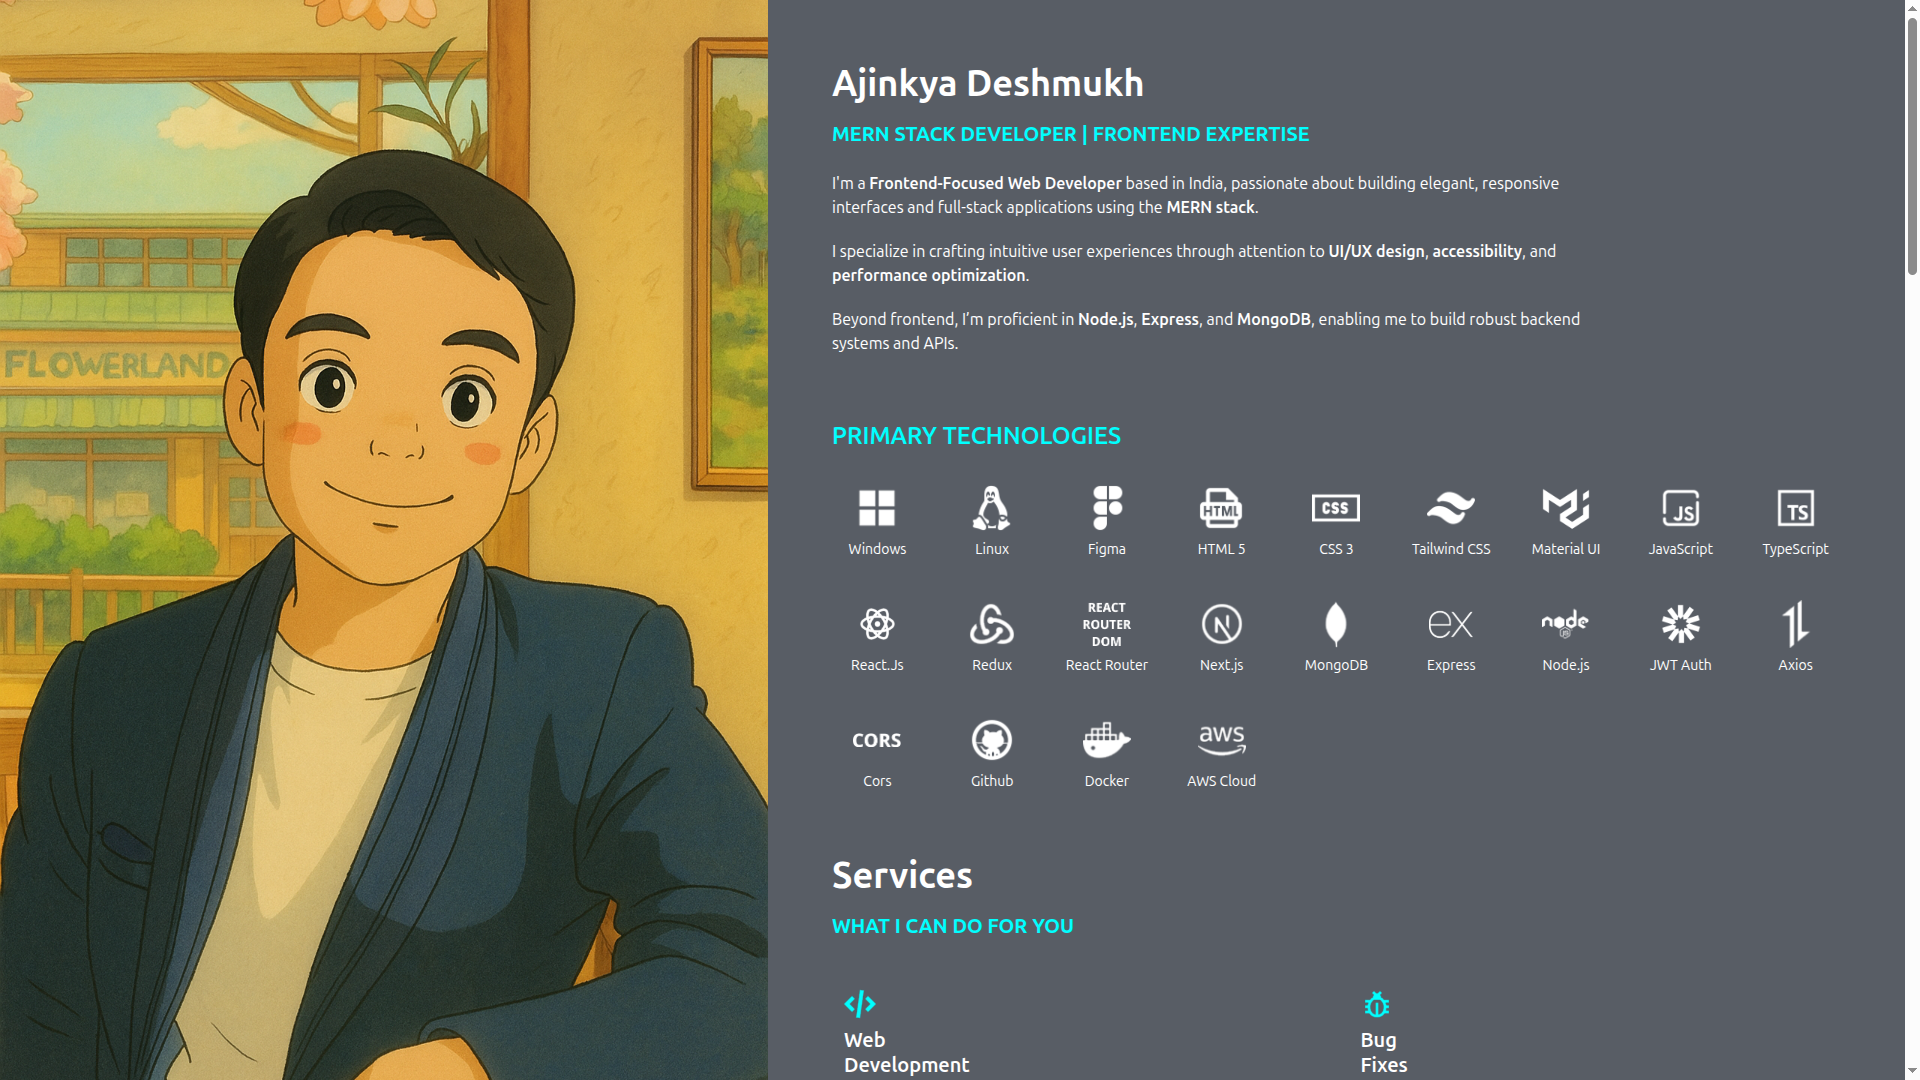 FLOWERLAND
Ajinkya Deshmukh
MERN STACK DEVELOPER | FRONTEND EXPERTISE
I'm a Frontend-Focused Web Developer based in India, passionate about building elegant, responsive
interfaces and full-stack applications using the MERN stack.
I specialize in crafting intuitive user experiences through attention to UI/UX design, accessibility, and
performance optimization.
Beyond frontend, I’m proficient in Node.js, Express, and MongoDB, enabling me to build robust backend
systems and APIs.
PRIMARY TECHNOLOGIES
HTML CSS JS TS
Windows Linux Figma HTML 5 CSS 3 Tailwind CSS Material UI JavaScript TypeScript
REACT
ROUTER
DOM
N ex node JS
React.Js Redux React Router Next.js MongoDB Express Node.js JWT Auth Axios
CORS aws
Cors Github Docker AWS Cloud
Services
WHAT I CAN DO FOR YOU
Web
Development
Bug
Fixes